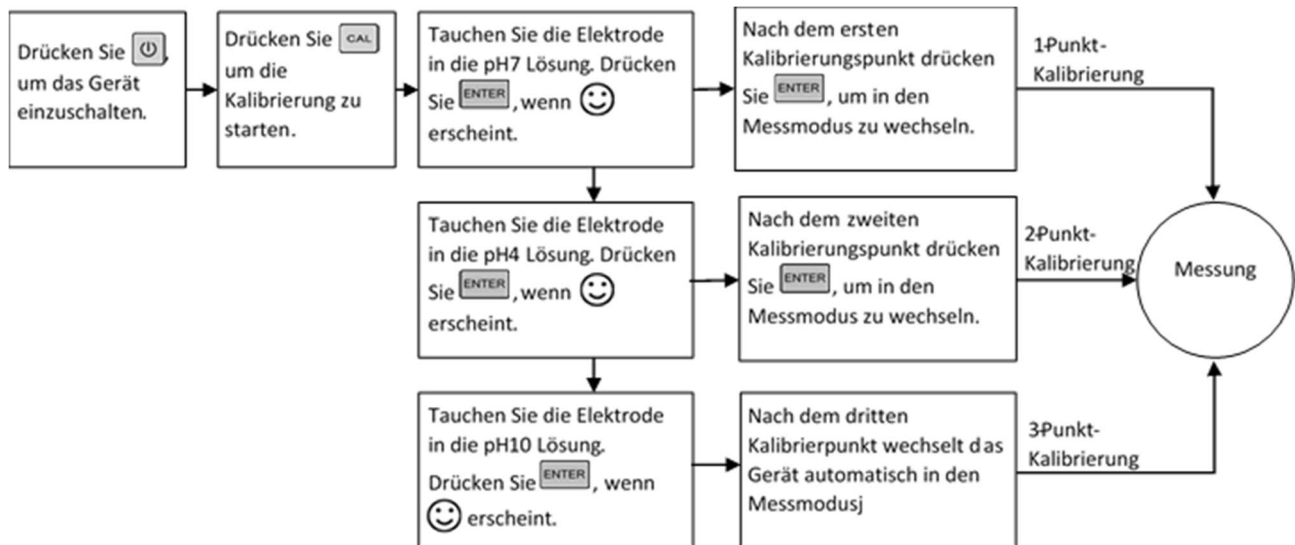 Drücken Sie ,
um das Gerät
einzuschalten.
Drücken Sie CAL
um die
Kalibrierung zu
starten.
Tauchen Sie die Elektrode
in die pH7 Lösung. Drücken
Sie ENTER , wenn
erscheint.
Nach dem ersten
Kalibrierungspunkt drücken
Sie ENTER , um in den
Messmodus zu wechseln.
1-Punkt-
Kalibrierung
Tauchen Sie die Elektrode
in die pH4 Lösung. Drücken
Sie ENTER , wenn
erscheint.
Nach dem zweiten
Kalibrierungspunkt drücken
Sie ENTER , um in den
Messmodus zu wechseln.
2-Punkt-
Kalibrierung
Messung
Tauchen Sie die Elektrode
in die pH10 Lösung.
Drücken Sie ENTER , wenn
erscheint.
Nach dem dritten
Kalibrierpunkt wechselt das
Gerät automatisch in den
Messmodusj
3-Punkt-
Kalibrierung